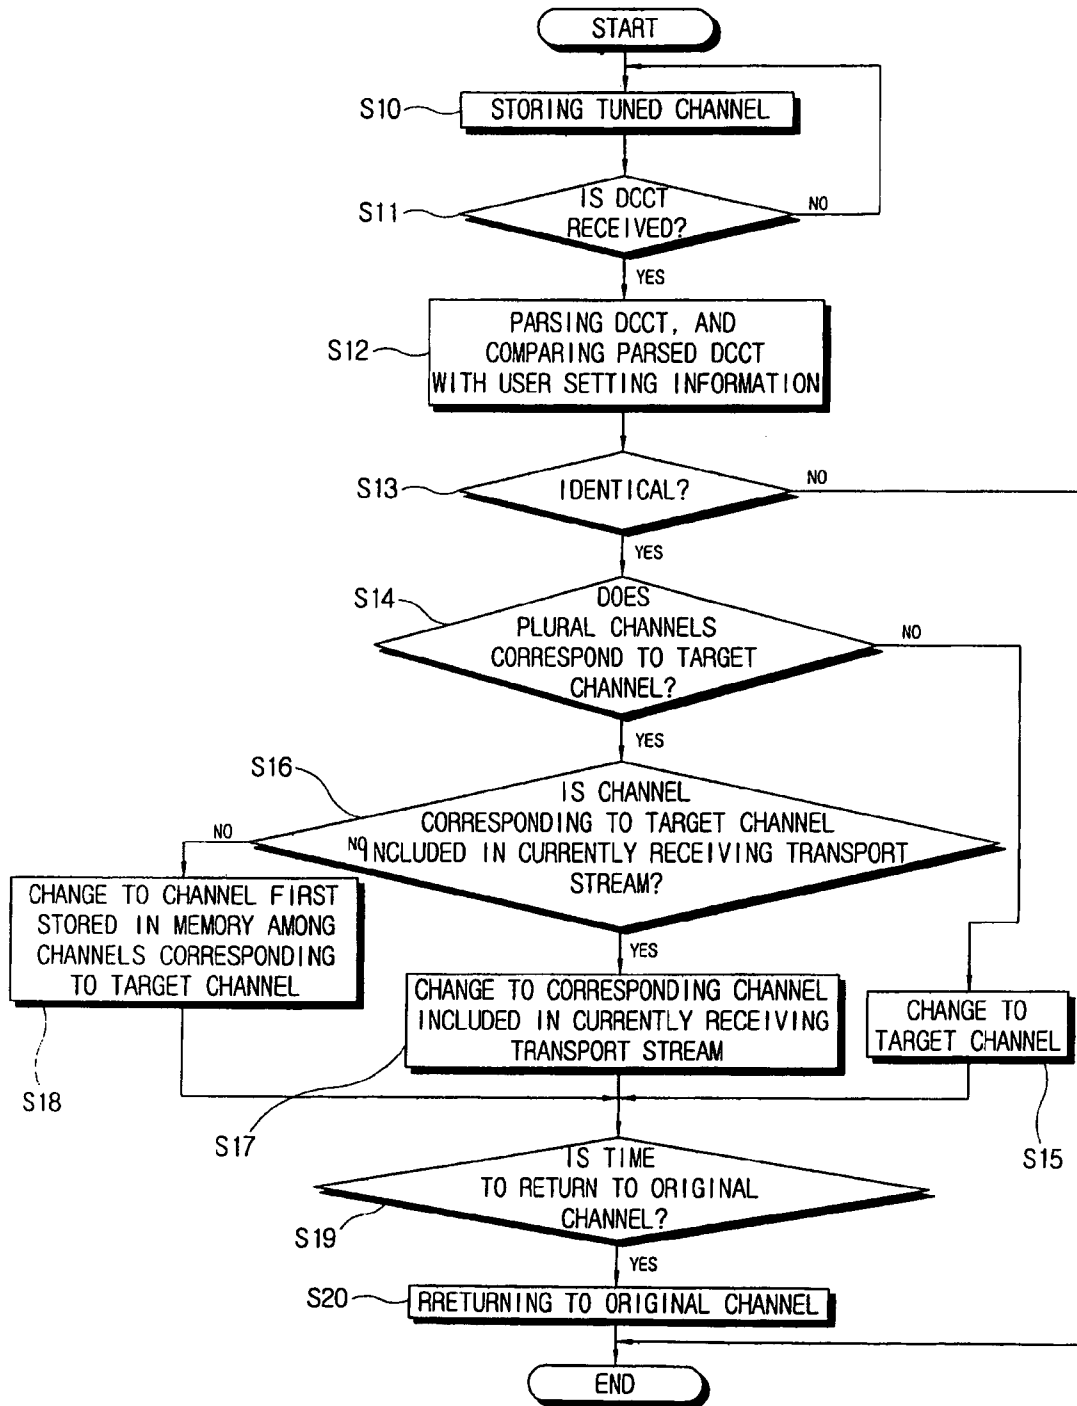 START
S10
STORING TUNED CHANNEL
S11
IS DCCT
RECEIVED?
NO
YES
S12
PARSING DCCT, AND
COMPARING PARSED DCCT
WITH USER SETTING INFORMATION
S13
IDENTICAL?
NO
YES
S14
DOES
PLURAL CHANNELS
CORRESPOND TO TARGET
CHANNEL?
NO
YES
S16
IS CHANNEL
CORRESPONDING TO TARGET CHANNEL
INCLUDED IN CURRENTLY RECEIVING TRANSPORT
STREAM?
NO
NO
YES
CHANGE TO CHANNEL FIRST
STORED IN MEMORY AMONG
CHANNELS CORRESPONDING
TO TARGET CHANNEL
S18
CHANGE TO CORRESPONDING CHANNEL
INCLUDED IN CURRENTLY RECEIVING
TRANSPORT STREAM
S17
CHANGE TO
TARGET CHANNEL
S15
IS TIME
TO RETURN TO ORIGINAL
CHANNEL?
S19
YES
S20
RRETURNING TO ORIGINAL CHANNEL
END